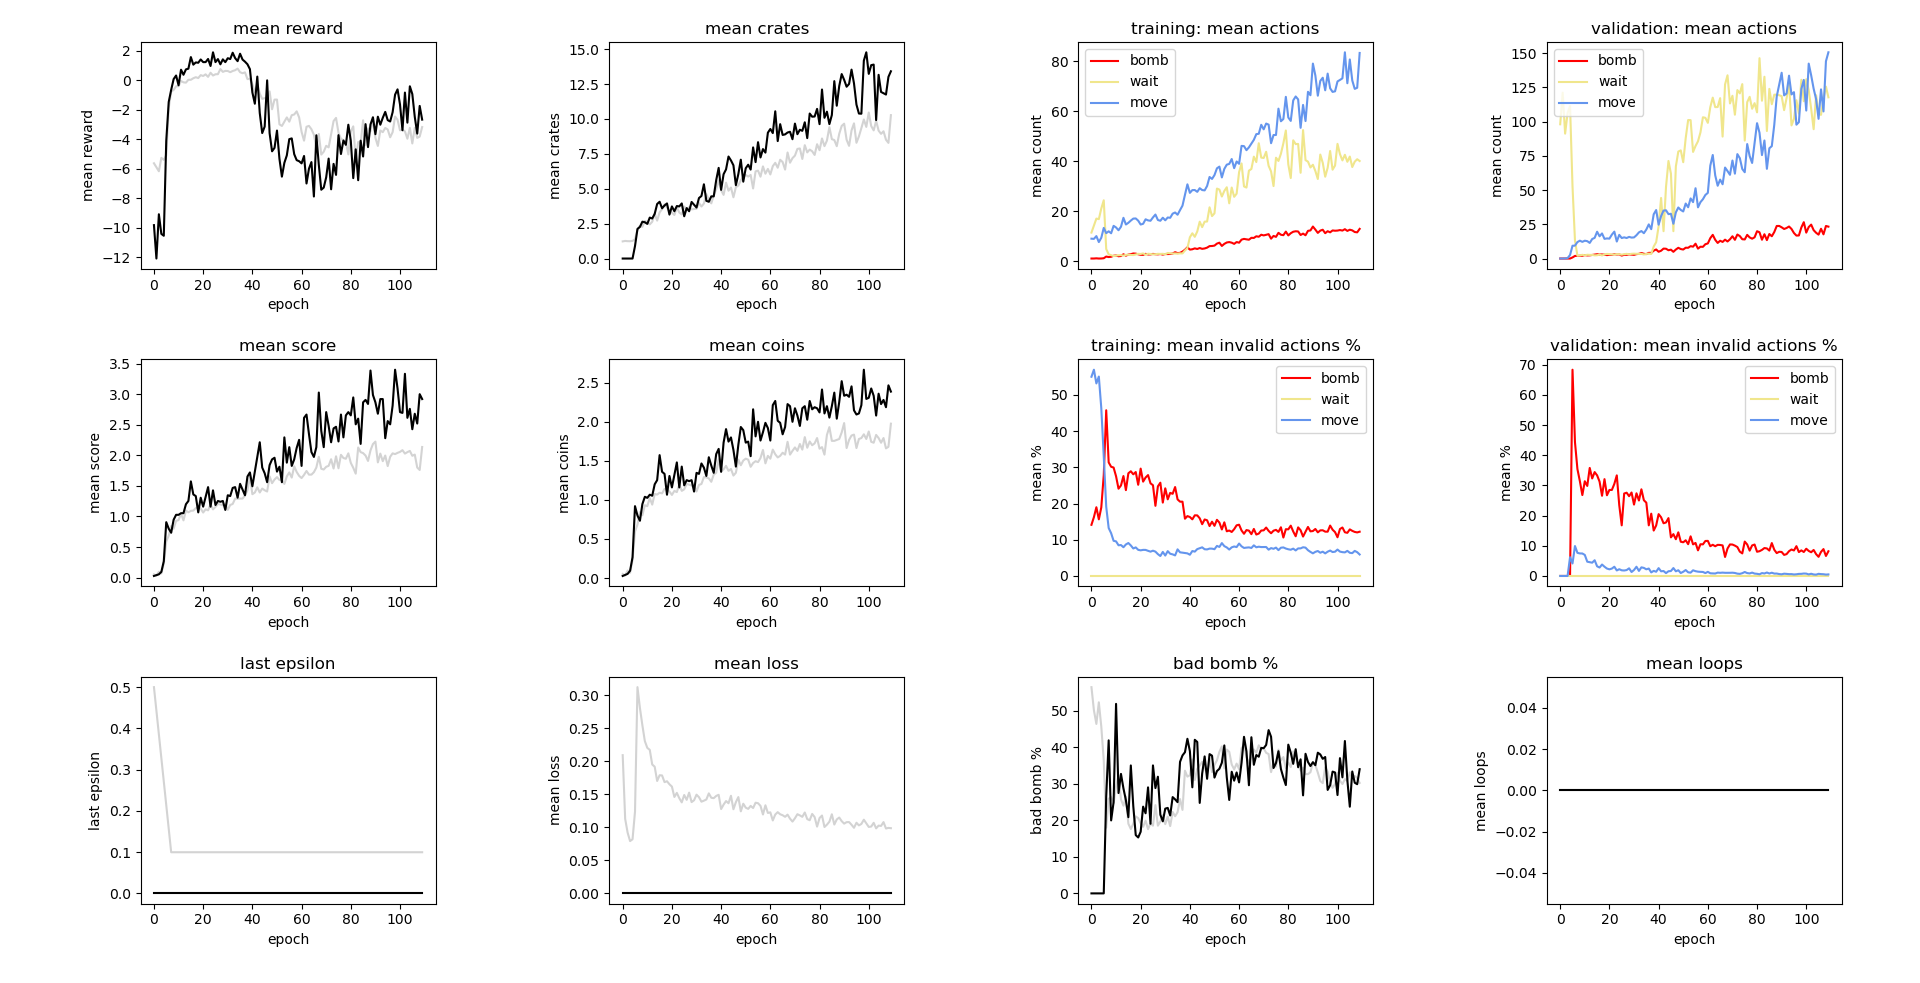 mean reward
mean reward
2
0
−2
−4
−6
−8
−10
−12
0 20 40 60 80 100
epoch
mean crates
mean crates
15.0
12.5
10.0
7.5
5.0
2.5
0.0
0 20 40 60 80 100
epoch
training: mean actions
mean count
80
60
40
20
0
bomb
wait
move
0 20 40 60 80 100
epoch
validation: mean actions
mean count
150
125
100
75
50
25
0
bomb
wait
move
0 20 40 60 80 100
epoch
mean score
mean score
3.5
3.0
2.5
2.0
1.5
1.0
0.5
0.0
0 20 40 60 80 100
epoch
mean coins
mean coins
2.5
2.0
1.5
1.0
0.5
0.0
0 20 40 60 80 100
epoch
training: mean invalid actions %
mean %
50
40
30
20
10
0
bomb
wait
move
0 20 40 60 80 100
epoch
validation: mean invalid actions %
mean %
70
60
50
40
30
20
10
0
bomb
wait
move
0 20 40 60 80 100
epoch
last epsilon
last epsilon
0.5
0.4
0.3
0.2
0.1
0.0
0 20 40 60 80 100
epoch
mean loss
mean loss
0.30
0.25
0.20
0.15
0.10
0.05
0.00
0 20 40 60 80 100
epoch
bad bomb %
bad bomb %
50
40
30
20
10
0
0 20 40 60 80 100
epoch
mean loops
mean loops
0.04
0.02
0.00
−0.02
−0.04
0 20 40 60 80 100
epoch